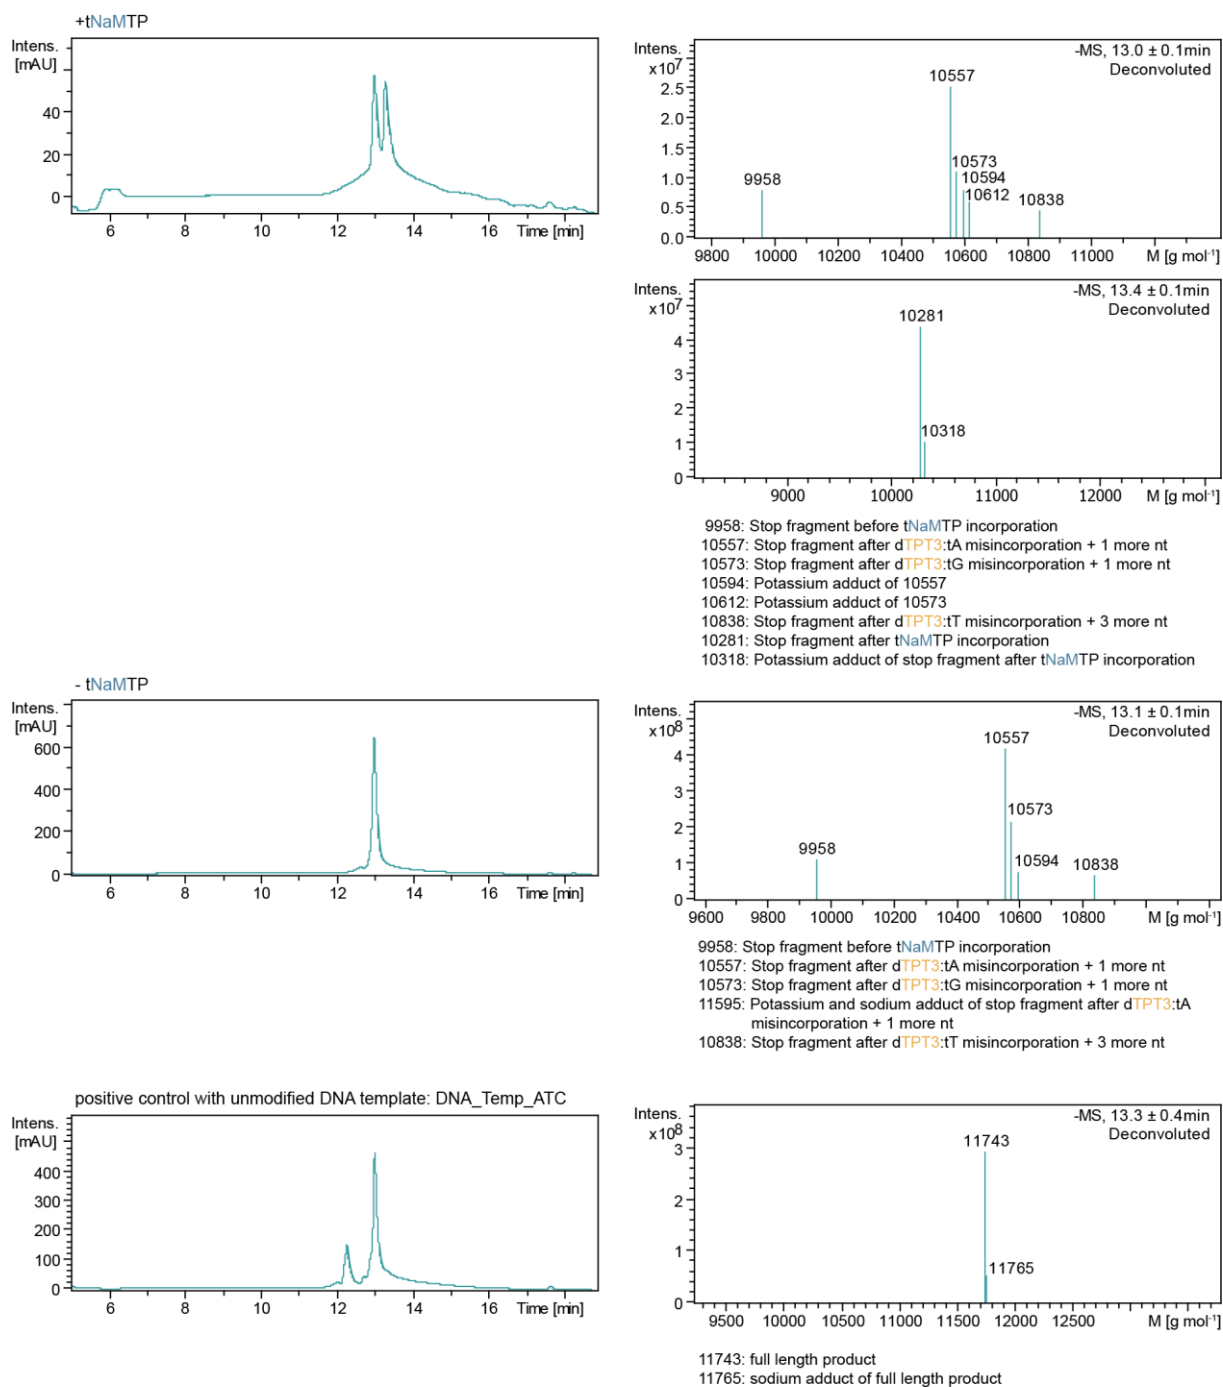 +tNaMTP
Intens.
[mAU]
40
20
0
6 8 10 12 14 16 Time [min]
Intens.
x10⁷
-MS, 13.0 ± 0.1min
Deconvoluted
2.5
2.0
1.5
1.0
0.5
0.0
9958
10557
10573
10594
10612
10838
9800 10000 10200 10400 10600 10800 11000 M [g mol⁻¹]
Intens.
x10⁷
-MS, 13.4 ± 0.1min
Deconvoluted
4
3
2
1
0
10281
10318
9000 10000 11000 12000 M [g mol⁻¹]
9958: Stop fragment before tNaMTP incorporation
10557: Stop fragment after dTPT3:tA misincorporation + 1 more nt
10573: Stop fragment after dTPT3:tG misincorporation + 1 more nt
10594: Potassium adduct of 10557
10612: Potassium adduct of 10573
10838: Stop fragment after dTPT3:tT misincorporation + 3 more nt
10281: Stop fragment after tNaMTP incorporation
10318: Potassium adduct of stop fragment after tNaMTP incorporation
- tNaMTP
Intens.
[mAU]
600
400
200
0
6 8 10 12 14 16 Time [min]
Intens.
x10⁸
-MS, 13.1 ± 0.1min
Deconvoluted
4
3
2
1
0
9958
10557
10573
10594
10838
9600 9800 10000 10200 10400 10600 10800 M [g mol⁻¹]
9958: Stop fragment before tNaMTP incorporation
10557: Stop fragment after dTPT3:tA misincorporation + 1 more nt
10573: Stop fragment after dTPT3:tG misincorporation + 1 more nt
11595: Potassium and sodium adduct of stop fragment after dTPT3:tA
misincorporation + 1 more nt
10838: Stop fragment after dTPT3:tT misincorporation + 3 more nt
positive control with unmodified DNA template: DNA_Temp_ATC
Intens.
[mAU]
400
300
200
100
0
6 8 10 12 14 16 Time [min]
Intens.
x10⁸
-MS, 13.3 ± 0.4min
Deconvoluted
3
2
1
0
11743
11765
9500 10000 10500 11000 11500 12000 12500 M [g mol⁻¹]
11743: full length product
11765: sodium adduct of full length product